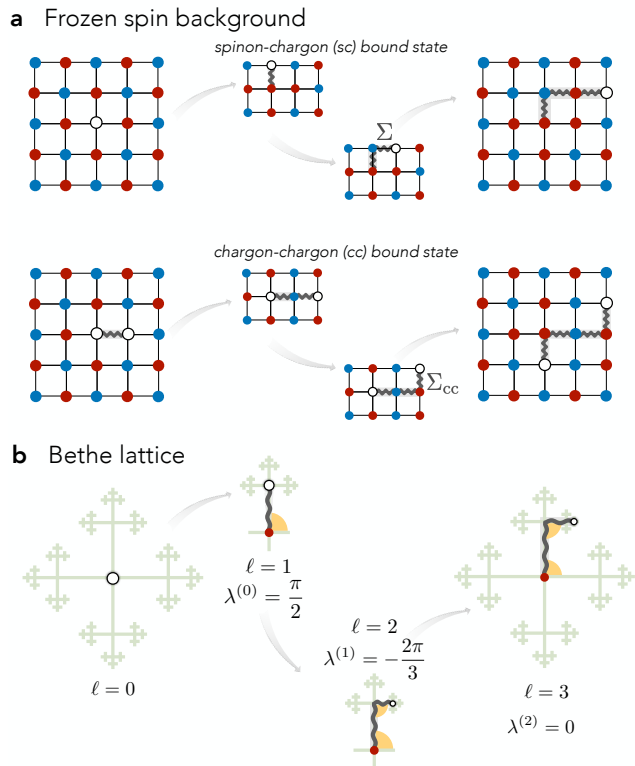 a Frozen spin background
spinon-chargon (sc) bound state
Σ
chargon-chargon (cc) bound state
Σcc
b Bethe lattice
ℓ = 0
ℓ = 1
λ⁽⁰⁾ = π/2
ℓ = 2
λ⁽¹⁾ = −2π/3
ℓ = 3
λ⁽²⁾ = 0